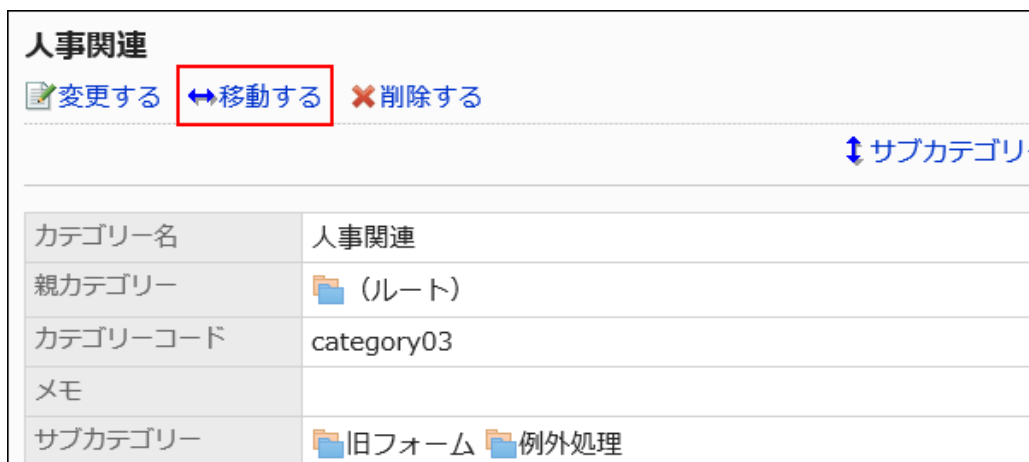 人事関連
変更する 移動する 削除する
サブカテゴリ
カテゴリー名 人事関連
親カテゴリー （ルート）
カテゴリーコード category03
メモ
サブカテゴリー 旧フォーム 例外処理